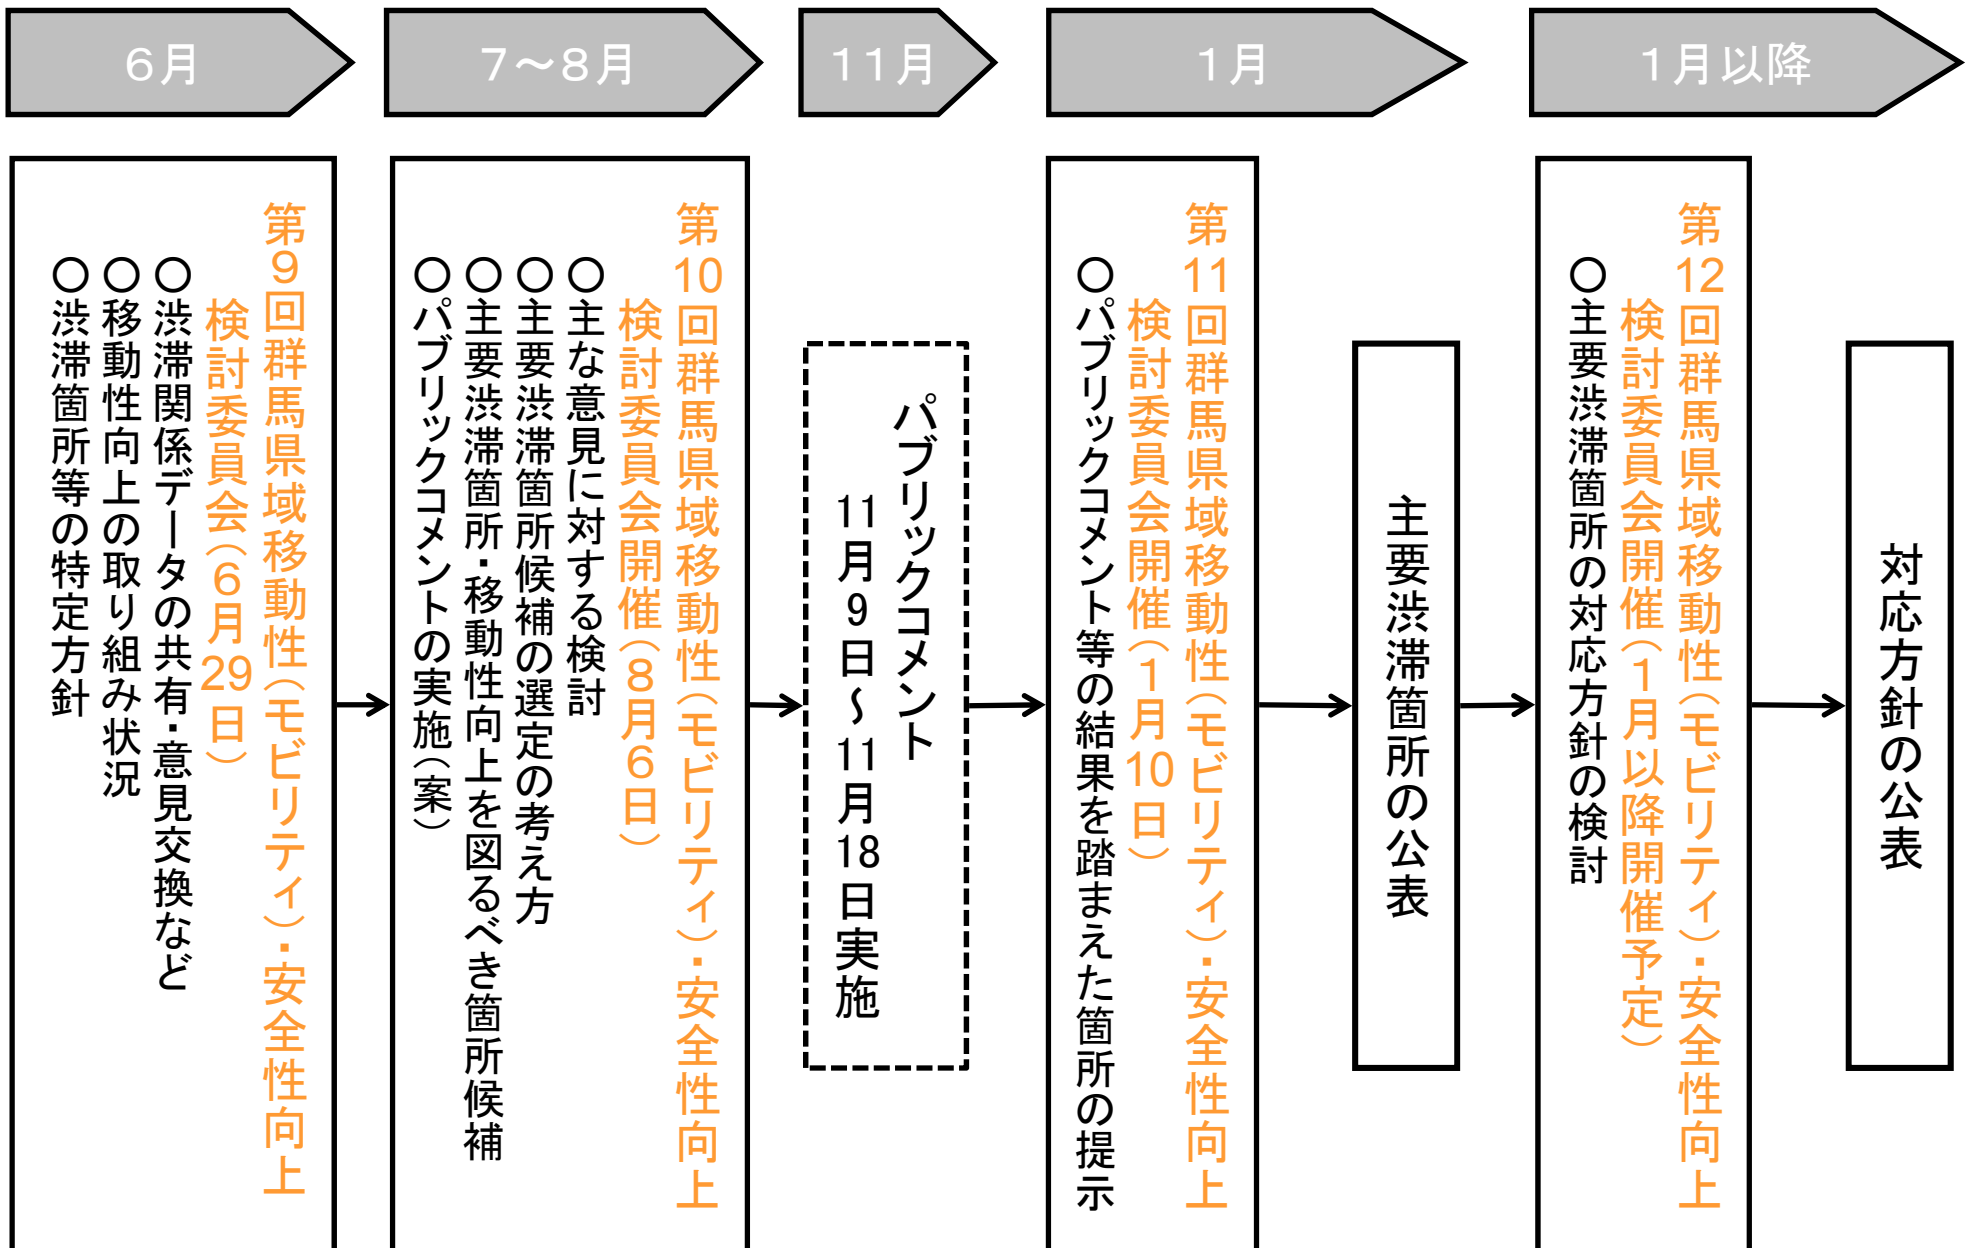 ６月
７～８月
11月
１月
１月以降
第９回群馬県域移動性（モビリティ）・安全性向上
検討委員会（６月29日）
○渋滞関係データの共有・意見交換など
○移動性向上の取り組み状況
○渋滞箇所等の特定方針
第10回群馬県域移動性（モビリティ）・安全性向上
検討委員会開催（８月６日）
○主な意見に対する検討
○主要渋滞箇所候補の選定の考え方
○主要渋滞箇所・移動性向上を図るべき箇所候補
○パブリックコメントの実施（案）
パブリックコメント
11月９日～11月18日実施
第11回群馬県域移動性（モビリティ）・安全性向上
検討委員会開催（１月10日）
○パブリックコメント等の結果を踏まえた箇所の提示
主要渋滞箇所の公表
第12回群馬県域移動性（モビリティ）・安全性向上
検討委員会開催（１月以降開催予定）
○主要渋滞箇所の対応方針の検討
対応方針の公表